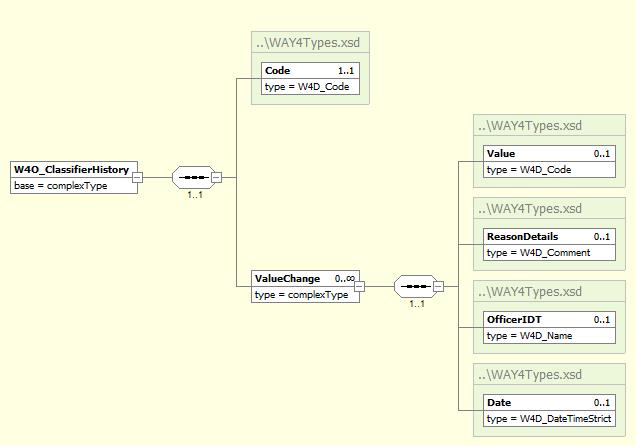 ..\WAY4Types.xsd
Code 1..1
type = W4D_Code
W4O_ClassifierHistory
base = complexType
1..1
ValueChange 0..∞
type = complexType
1..1
..\WAY4Types.xsd
Value 0..1
type = W4D_Code
..\WAY4Types.xsd
ReasonDetails 0..1
type = W4D_Comment
..\WAY4Types.xsd
OfficerIDT 0..1
type = W4D_Name
..\WAY4Types.xsd
Date 0..1
type = W4D_DateTimeStrict